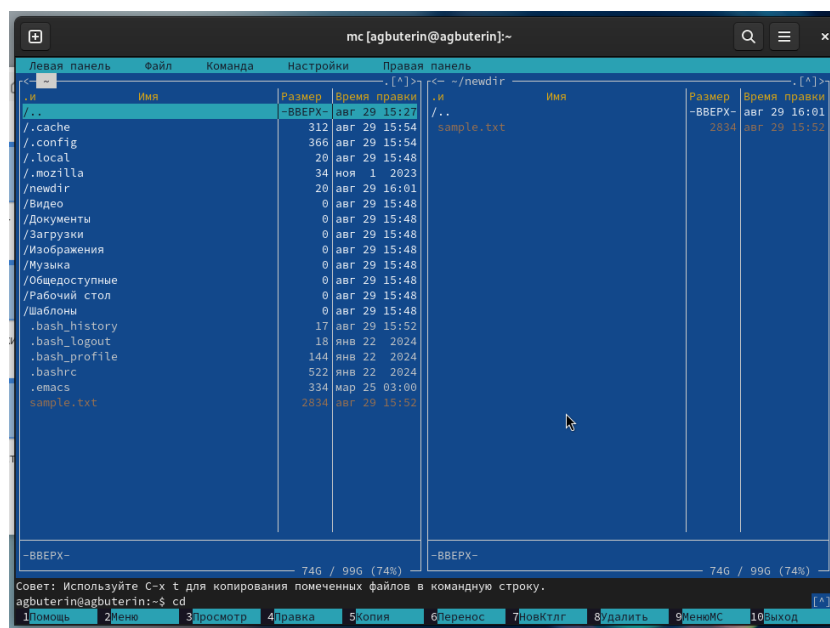 mc [agbuterin@agbuterin]:~
Левая панель Файл Команда Настройки Правая панель
<— ~ .[^]> <— ~/newdir .[^]>
.и Имя Размер Время правки .и Имя Размер Время правки
/.. -ВВЕРХ- авг 29 15:27 /.. -ВВЕРХ- авг 29 16:01
/.cache 312 авг 29 15:54 sample.txt 2834 авг 29 15:52
/.config 366 авг 29 15:54
/.local 20 авг 29 15:48
/.mozilla 34 ноя 1 2023
/newdir 20 авг 29 16:01
/Видео 0 авг 29 15:48
/Документы 0 авг 29 15:48
/Загрузки 0 авг 29 15:48
/Изображения 0 авг 29 15:48
/Музыка 0 авг 29 15:48
/Общедоступные 0 авг 29 15:48
/Рабочий стол 0 авг 29 15:48
/Шаблоны 0 авг 29 15:48
.bash_history 17 авг 29 15:52
.bash_logout 18 янв 22 2024
.bash_profile 144 янв 22 2024
.bashrc 522 янв 22 2024
.emacs 334 мар 25 03:00
sample.txt 2834 авг 29 15:52
-ВВЕРХ- -ВВЕРХ-
74G / 99G (74%) 74G / 99G (74%)
Совет: Используйте C-x t для копирования помеченных файлов в командную строку.
agbuterin@agbuterin:~$ cd [^]
1Помощь 2Меню 3Просмотр 4Правка 5Копия 6Перенос 7НовКтлг 8Удалить 9МенюМС 10Выход